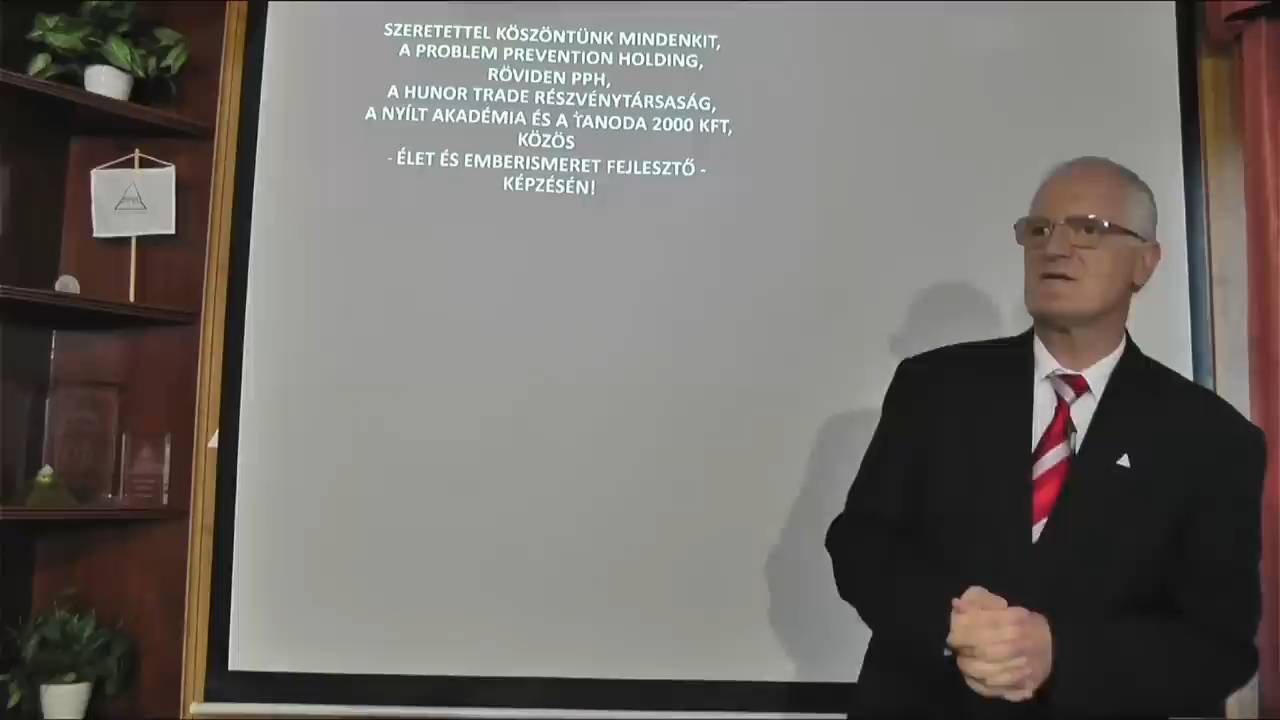 SZERETETTEL KÖSZÖNTÜNK MINDENKIT,
A PROBLEM PREVENTION HOLDING,
RÖVIDEN PPH,
A HUNOR TRADE RÉSZVÉNYTÁRSASÁG,
A NYÍLT AKADÉMIA ÉS A TANODA 2000 KFT,
KÖZÖS
- ÉLET ÉS EMBERISMERET FEJLESZTŐ -
KÉPZÉSÉN!